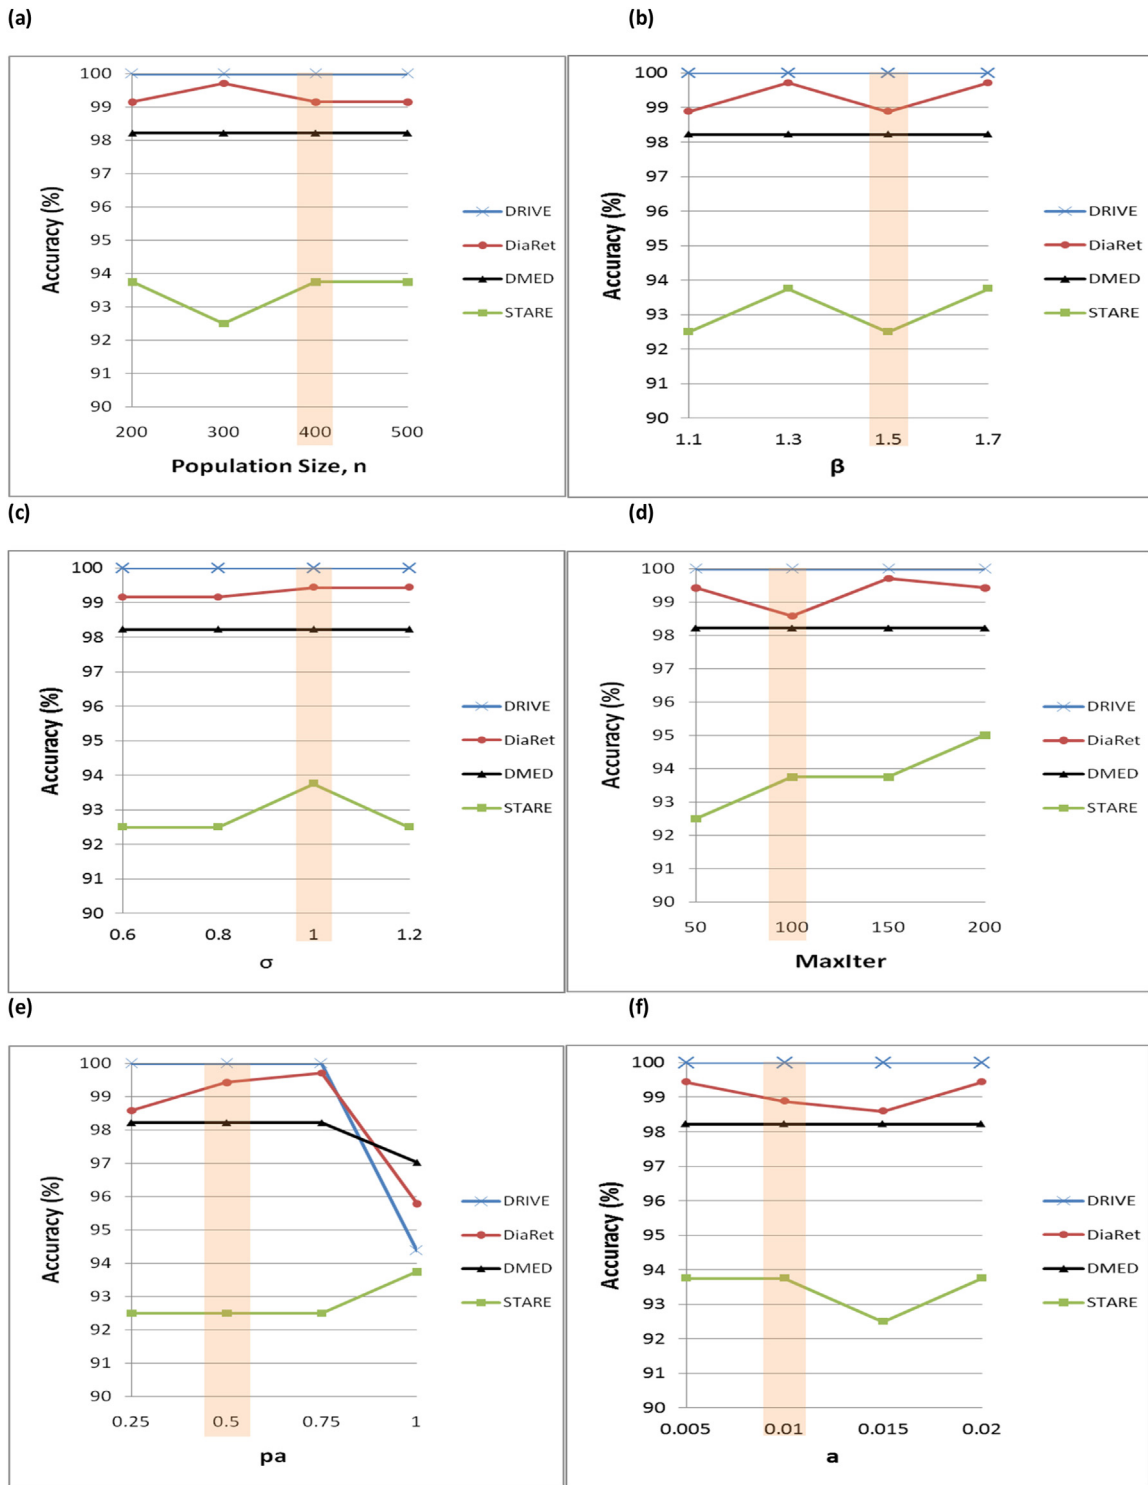 (a)
100
99
98
97
96
95
94
93
92
91
90
Accuracy (%)
200 300 400 500
Population Size, n
DRIVE
DiaRet
DMED
STARE
(b)
100
99
98
97
96
95
94
93
92
91
90
Accuracy (%)
1.1 1.3 1.5 1.7
β
DRIVE
DiaRet
DMED
STARE
(c)
100
99
98
97
96
95
94
93
92
91
90
Accuracy (%)
0.6 0.8 1 1.2
σ
DRIVE
DiaRet
DMED
STARE
(d)
100
99
98
97
96
95
94
93
92
91
90
Accuracy (%)
50 100 150 200
MaxIter
DRIVE
DiaRet
DMED
STARE
(e)
100
99
98
97
96
95
94
93
92
91
90
Accuracy (%)
0.25 0.5 0.75 1
pa
DRIVE
DiaRet
DMED
STARE
(f)
100
99
98
97
96
95
94
93
92
91
90
Accuracy (%)
0.005 0.01 0.015 0.02
a
DRIVE
DiaRet
DMED
STARE